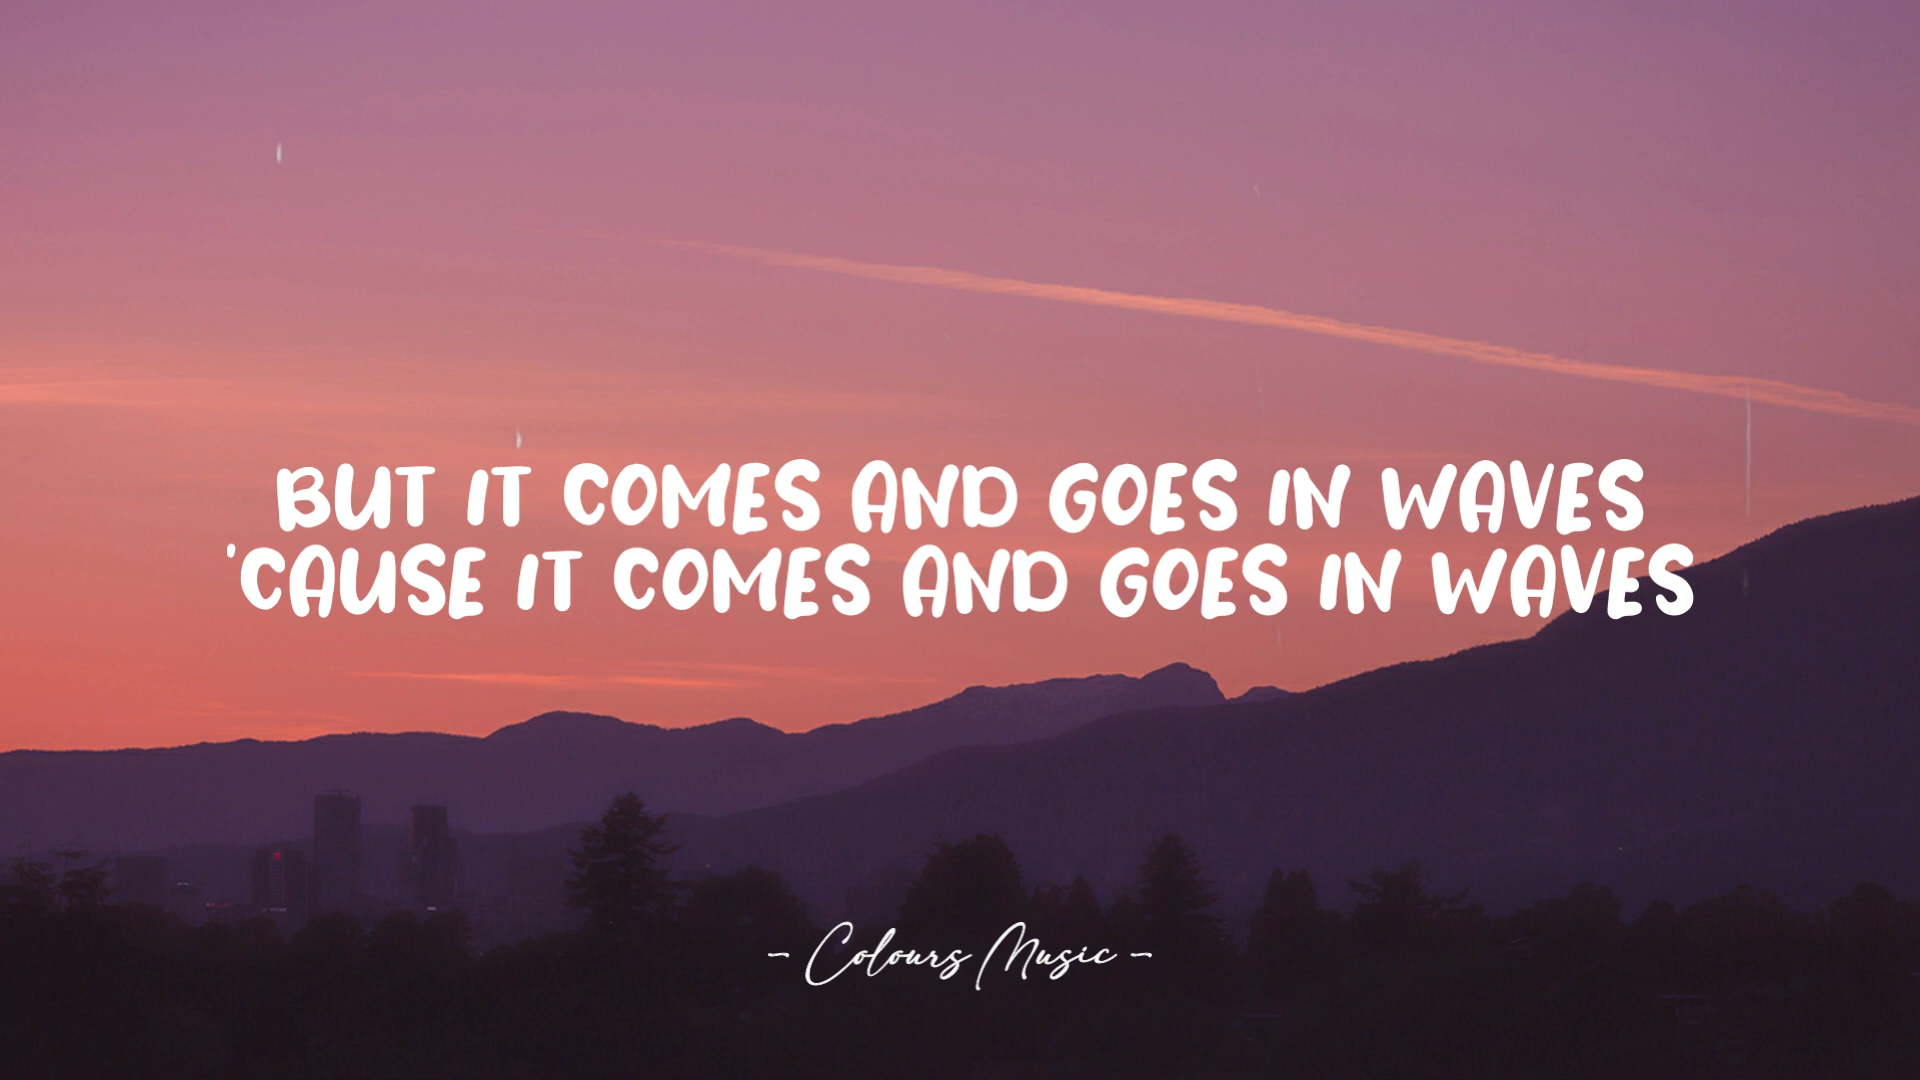 BUT IT COMES AND GOES IN WAVES
'CAUSE IT COMES AND GOES IN WAVES
- Colours Music -